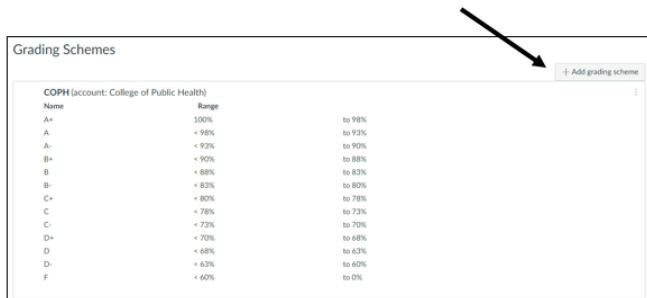 Grading Schemes
+ Add grading scheme
COPH (account: College of Public Health)
Name Range
A+ 100% to 98%
A < 98% to 93%
A- < 93% to 90%
B+ < 90% to 88%
B < 88% to 83%
B- < 83% to 80%
C+ < 80% to 78%
C < 78% to 73%
C- < 73% to 70%
D+ < 70% to 68%
D < 68% to 63%
D- < 63% to 60%
F < 60% to 0%